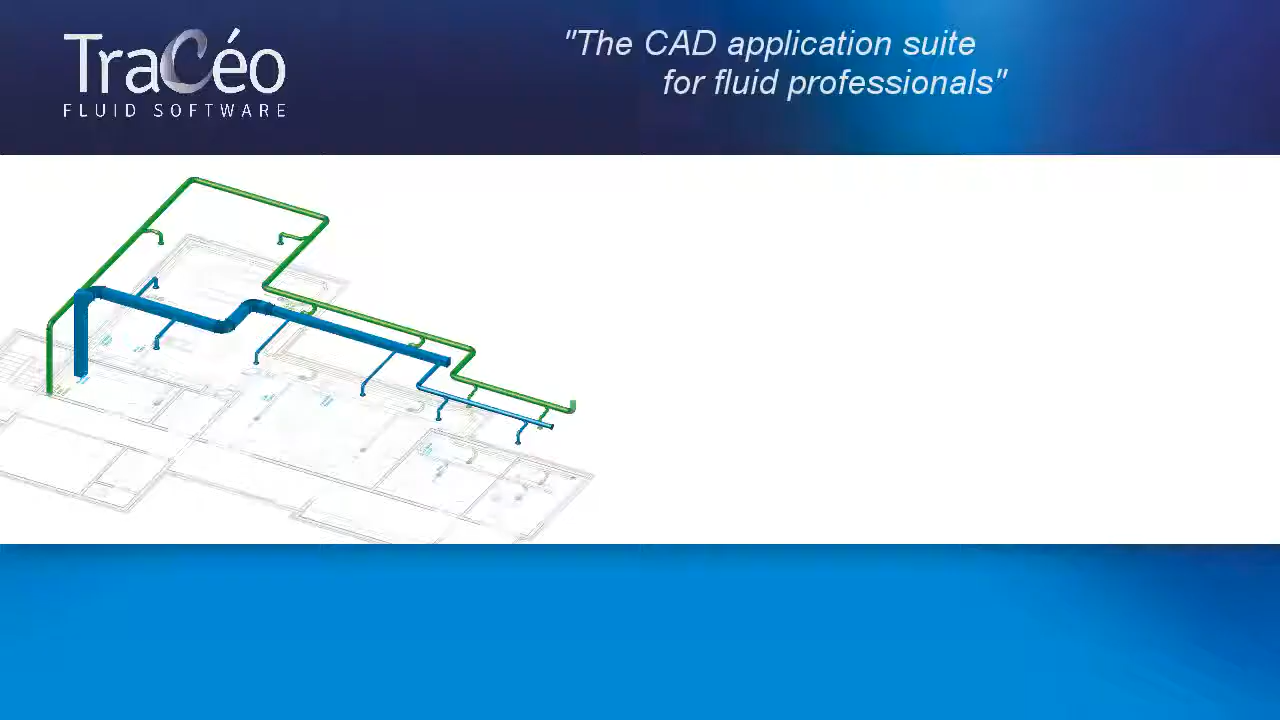 TraCéo
FLUID SOFTWARE
"The CAD application suite
for fluid professionals"